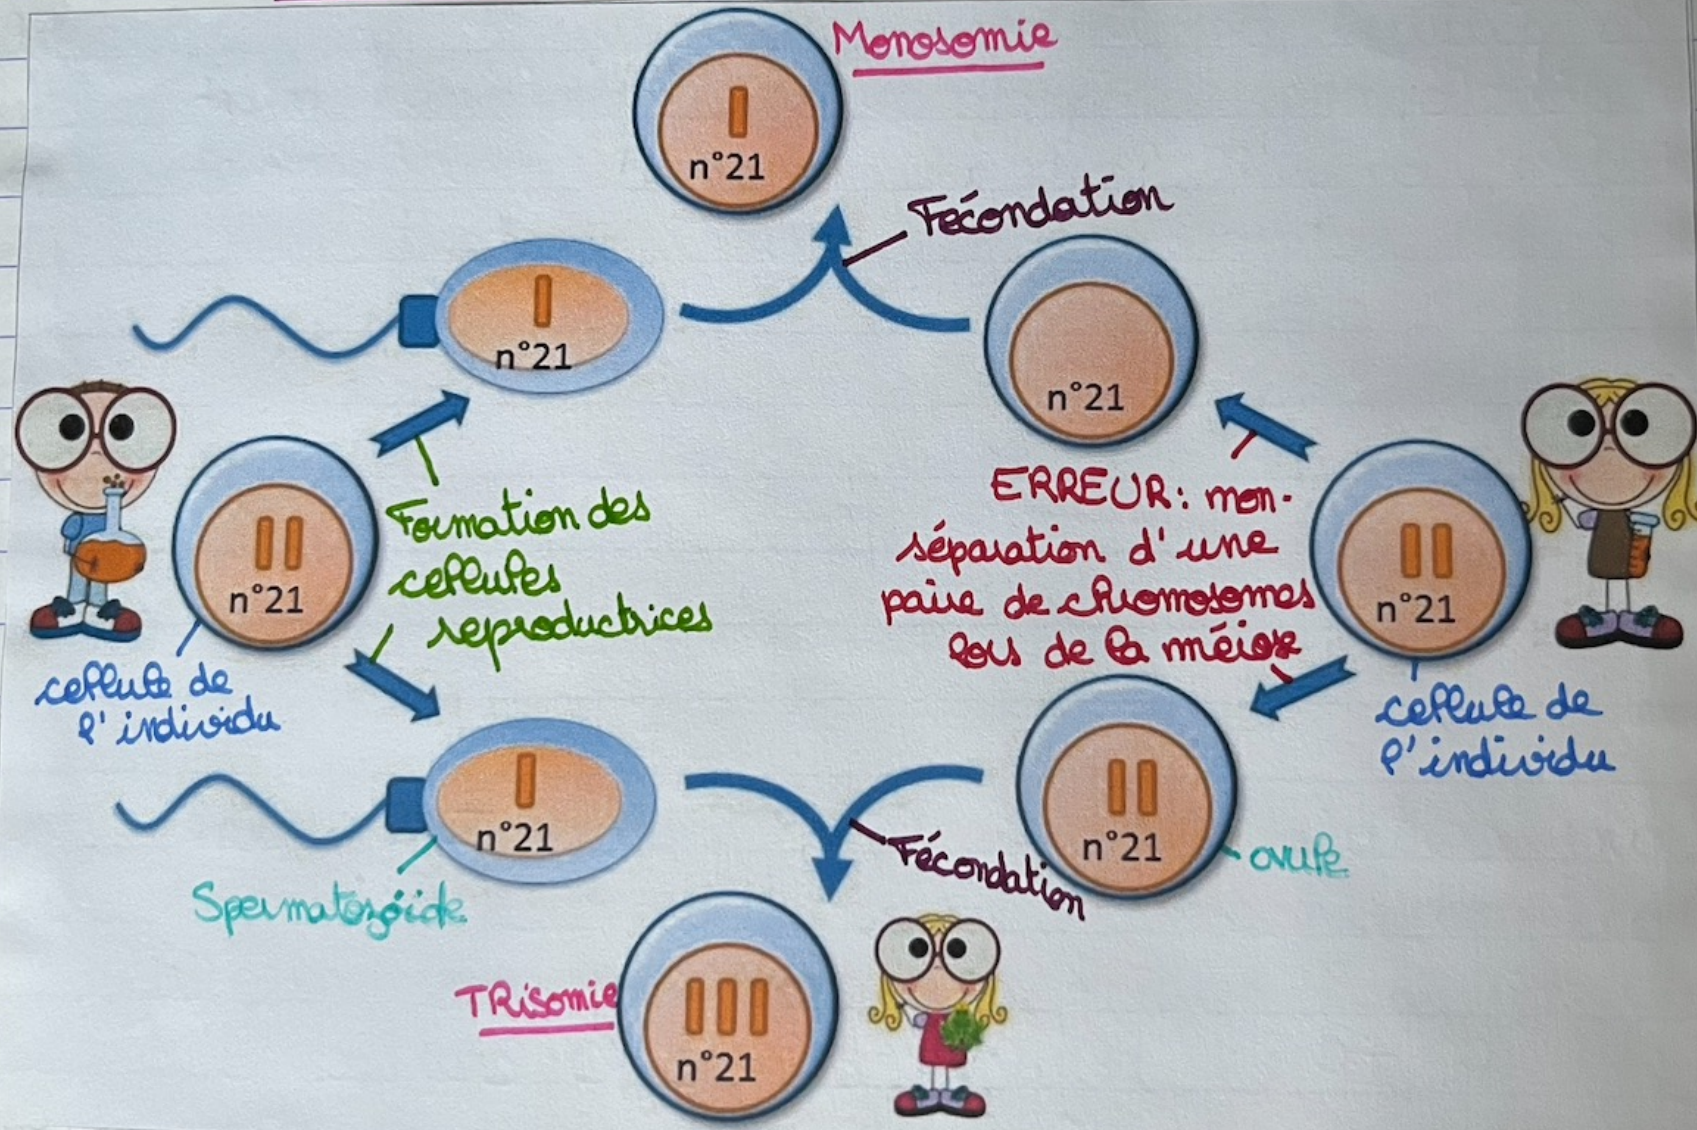 Monosomie
n°21
Fécondation
n°21
n°21
Formation des
cellules
reproductrices
ERREUR : non-
séparation d'une
paire de chromosomes
lors de la méiose
n°21
n°21
cellule de
l'individu
cellule de
l'individu
n°21
n°21
Fécondation
ovule
Spermatozoïde
TRisomie
n°21